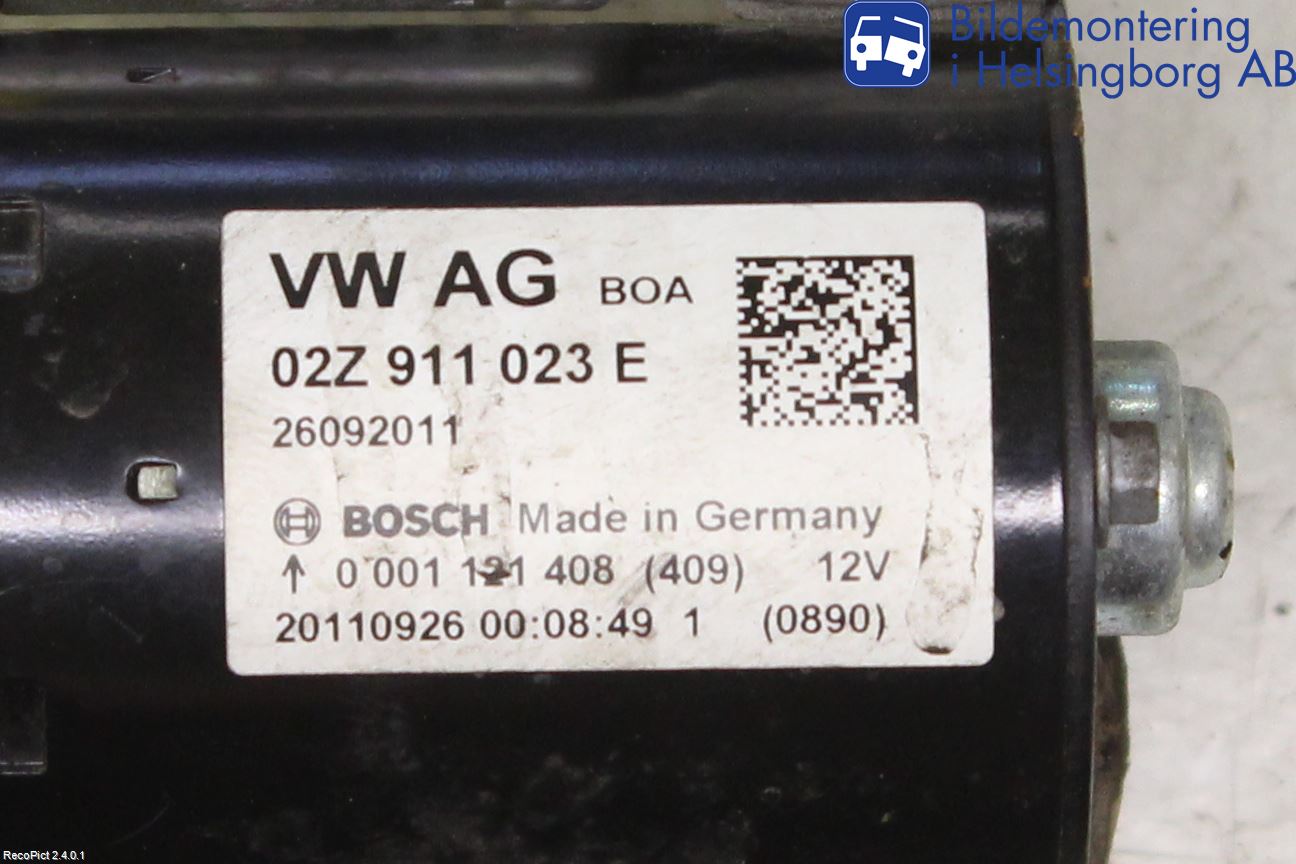 Bildemontering
i Helsingborg AB
VW AG BOA
02Z 911 023 E
26092011
BOSCH Made in Germany
↑ 0 001 121 408 (409) 12V
20110926 00:08:49 1 (0890)
RecoPict 2.4.0.1